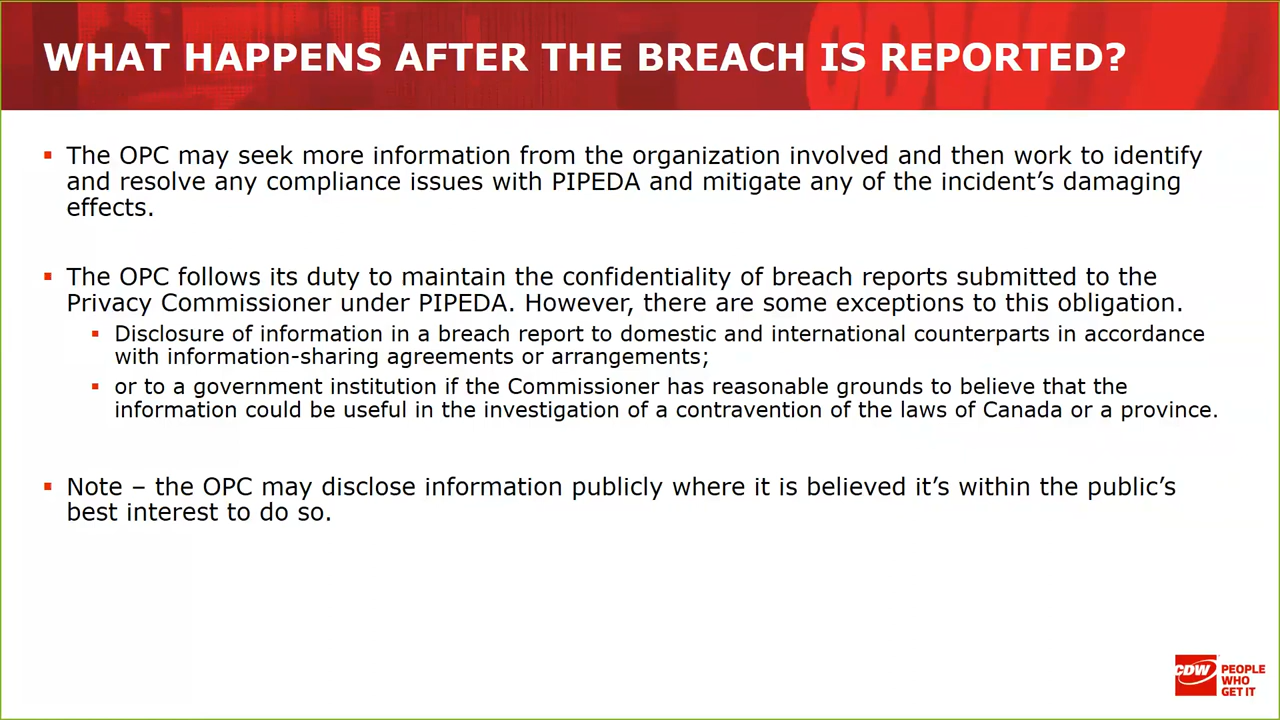 WHAT HAPPENS AFTER THE BREACH IS REPORTED?
The OPC may seek more information from the organization involved and then work to identify
and resolve any compliance issues with PIPEDA and mitigate any of the incident’s damaging
effects.
The OPC follows its duty to maintain the confidentiality of breach reports submitted to the
Privacy Commissioner under PIPEDA. However, there are some exceptions to this obligation.
Disclosure of information in a breach report to domestic and international counterparts in accordance
with information-sharing agreements or arrangements;
or to a government institution if the Commissioner has reasonable grounds to believe that the
information could be useful in the investigation of a contravention of the laws of Canada or a province.
Note – the OPC may disclose information publicly where it is believed it’s within the public’s
best interest to do so.
CDW
PEOPLE
WHO
GET IT